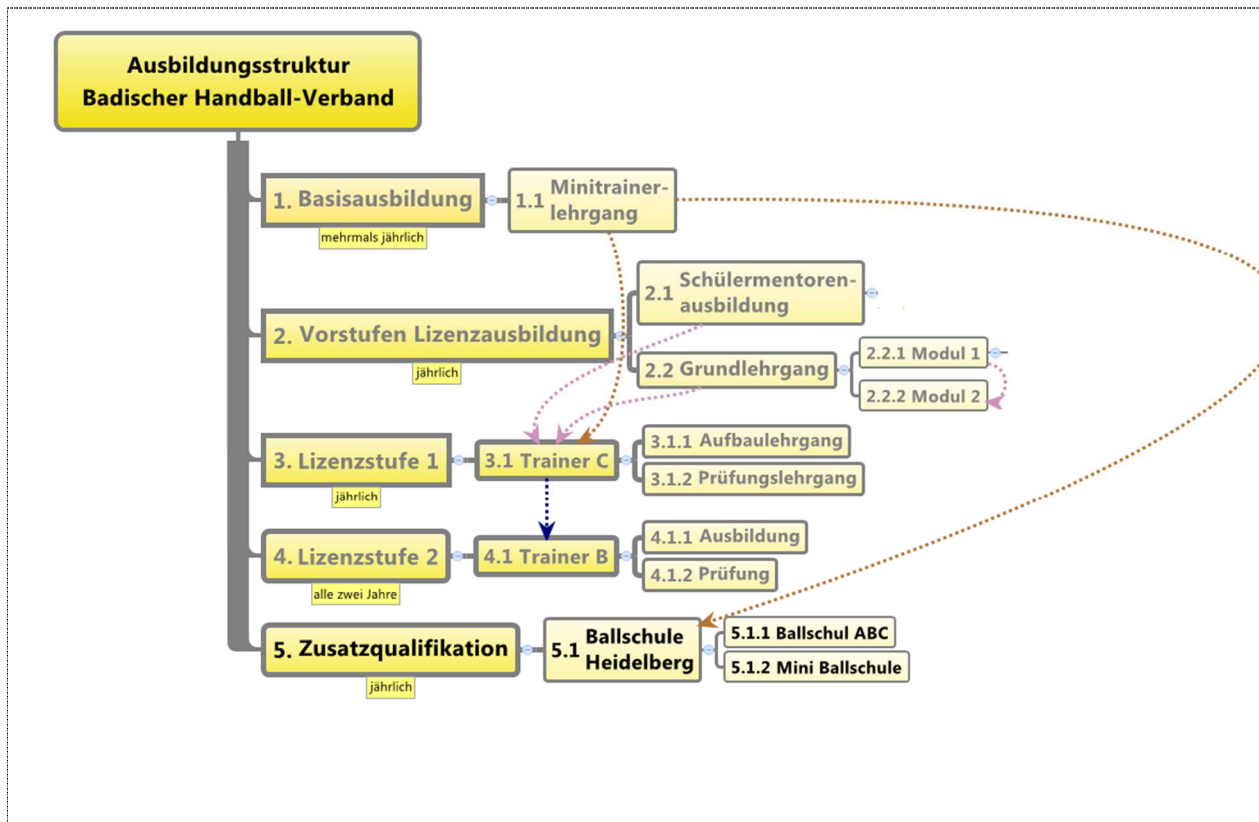 Ausbildungsstruktur
Badischer Handball-Verband
1. Basisausbildung
mehrmals jährlich
1.1 Minitrainer-
lehrgang
2. Vorstufen Lizenzausbildung
jährlich
2.1 Schülermentoren-
ausbildung
2.2 Grundlehrgang
2.2.1 Modul 1
2.2.2 Modul 2
3. Lizenzstufe 1
jährlich
3.1 Trainer C
3.1.1 Aufbaulehrgang
3.1.2 Prüfungslehrgang
4. Lizenzstufe 2
alle zwei Jahre
4.1 Trainer B
4.1.1 Ausbildung
4.1.2 Prüfung
5. Zusatzqualifikation
jährlich
5.1 Ballschule
Heidelberg
5.1.1 Ballschul ABC
5.1.2 Mini Ballschule